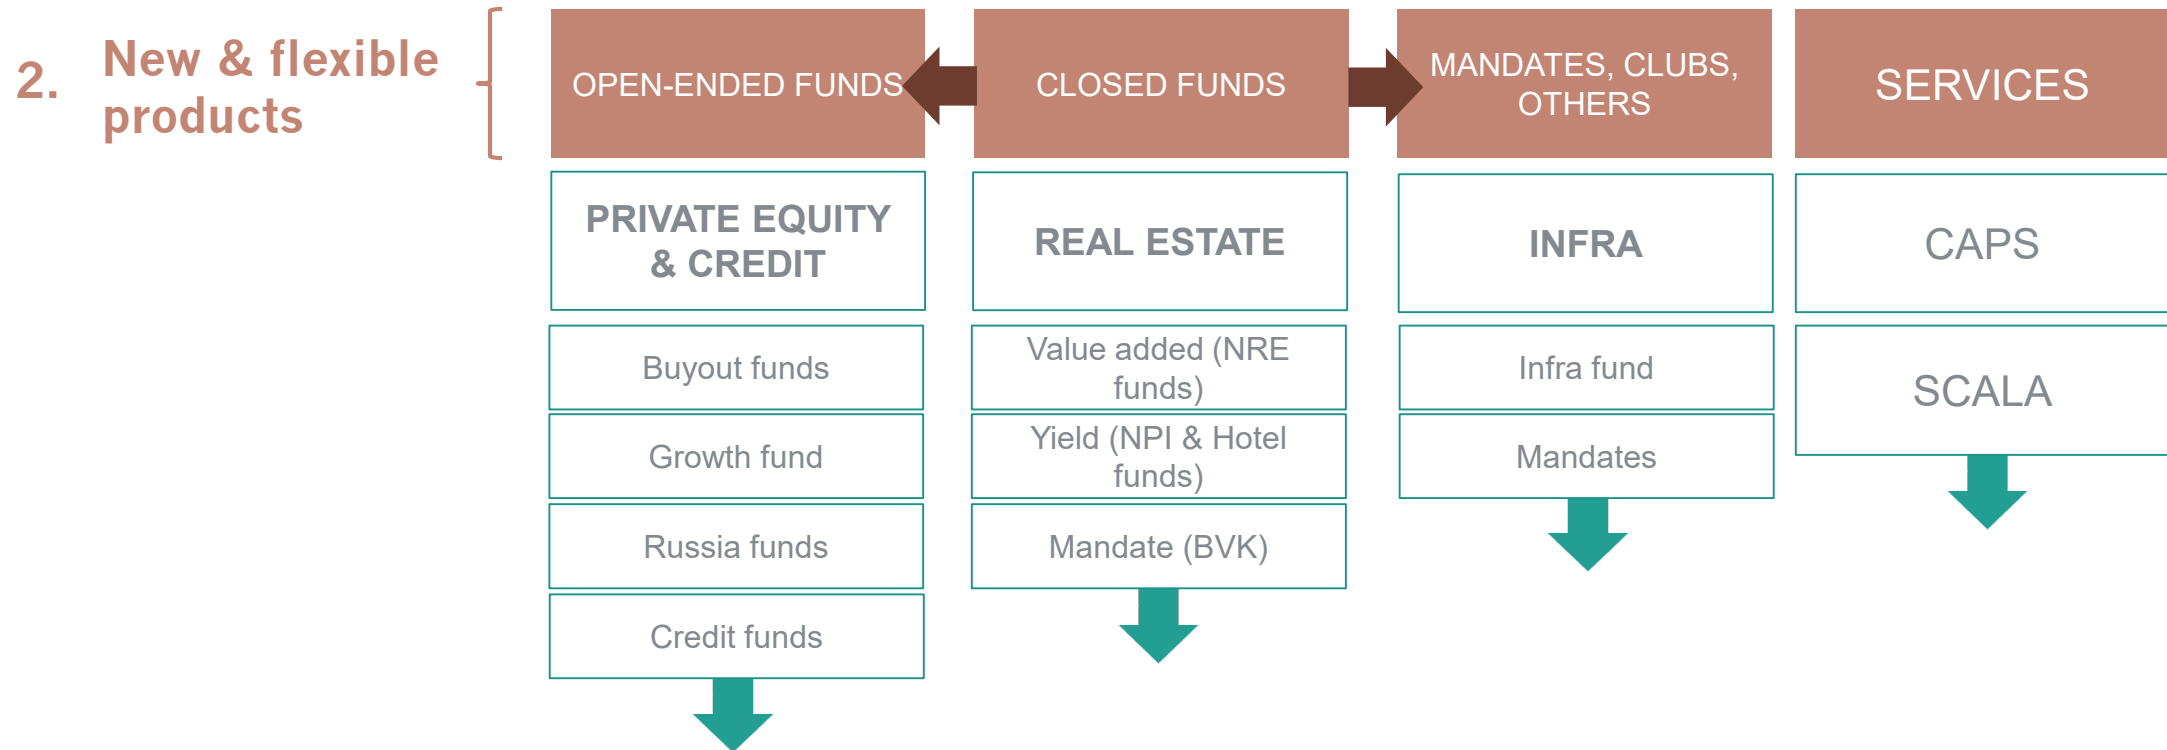 2.
New & flexible
products
OPEN-ENDED FUNDS
CLOSED FUNDS
MANDATES, CLUBS,
OTHERS
SERVICES
PRIVATE EQUITY
& CREDIT
REAL ESTATE
INFRA
CAPS
Buyout funds
Value added (NRE
funds)
Infra fund
SCALA
Growth fund
Yield (NPI & Hotel
funds)
Mandates
Russia funds
Mandate (BVK)
Credit funds